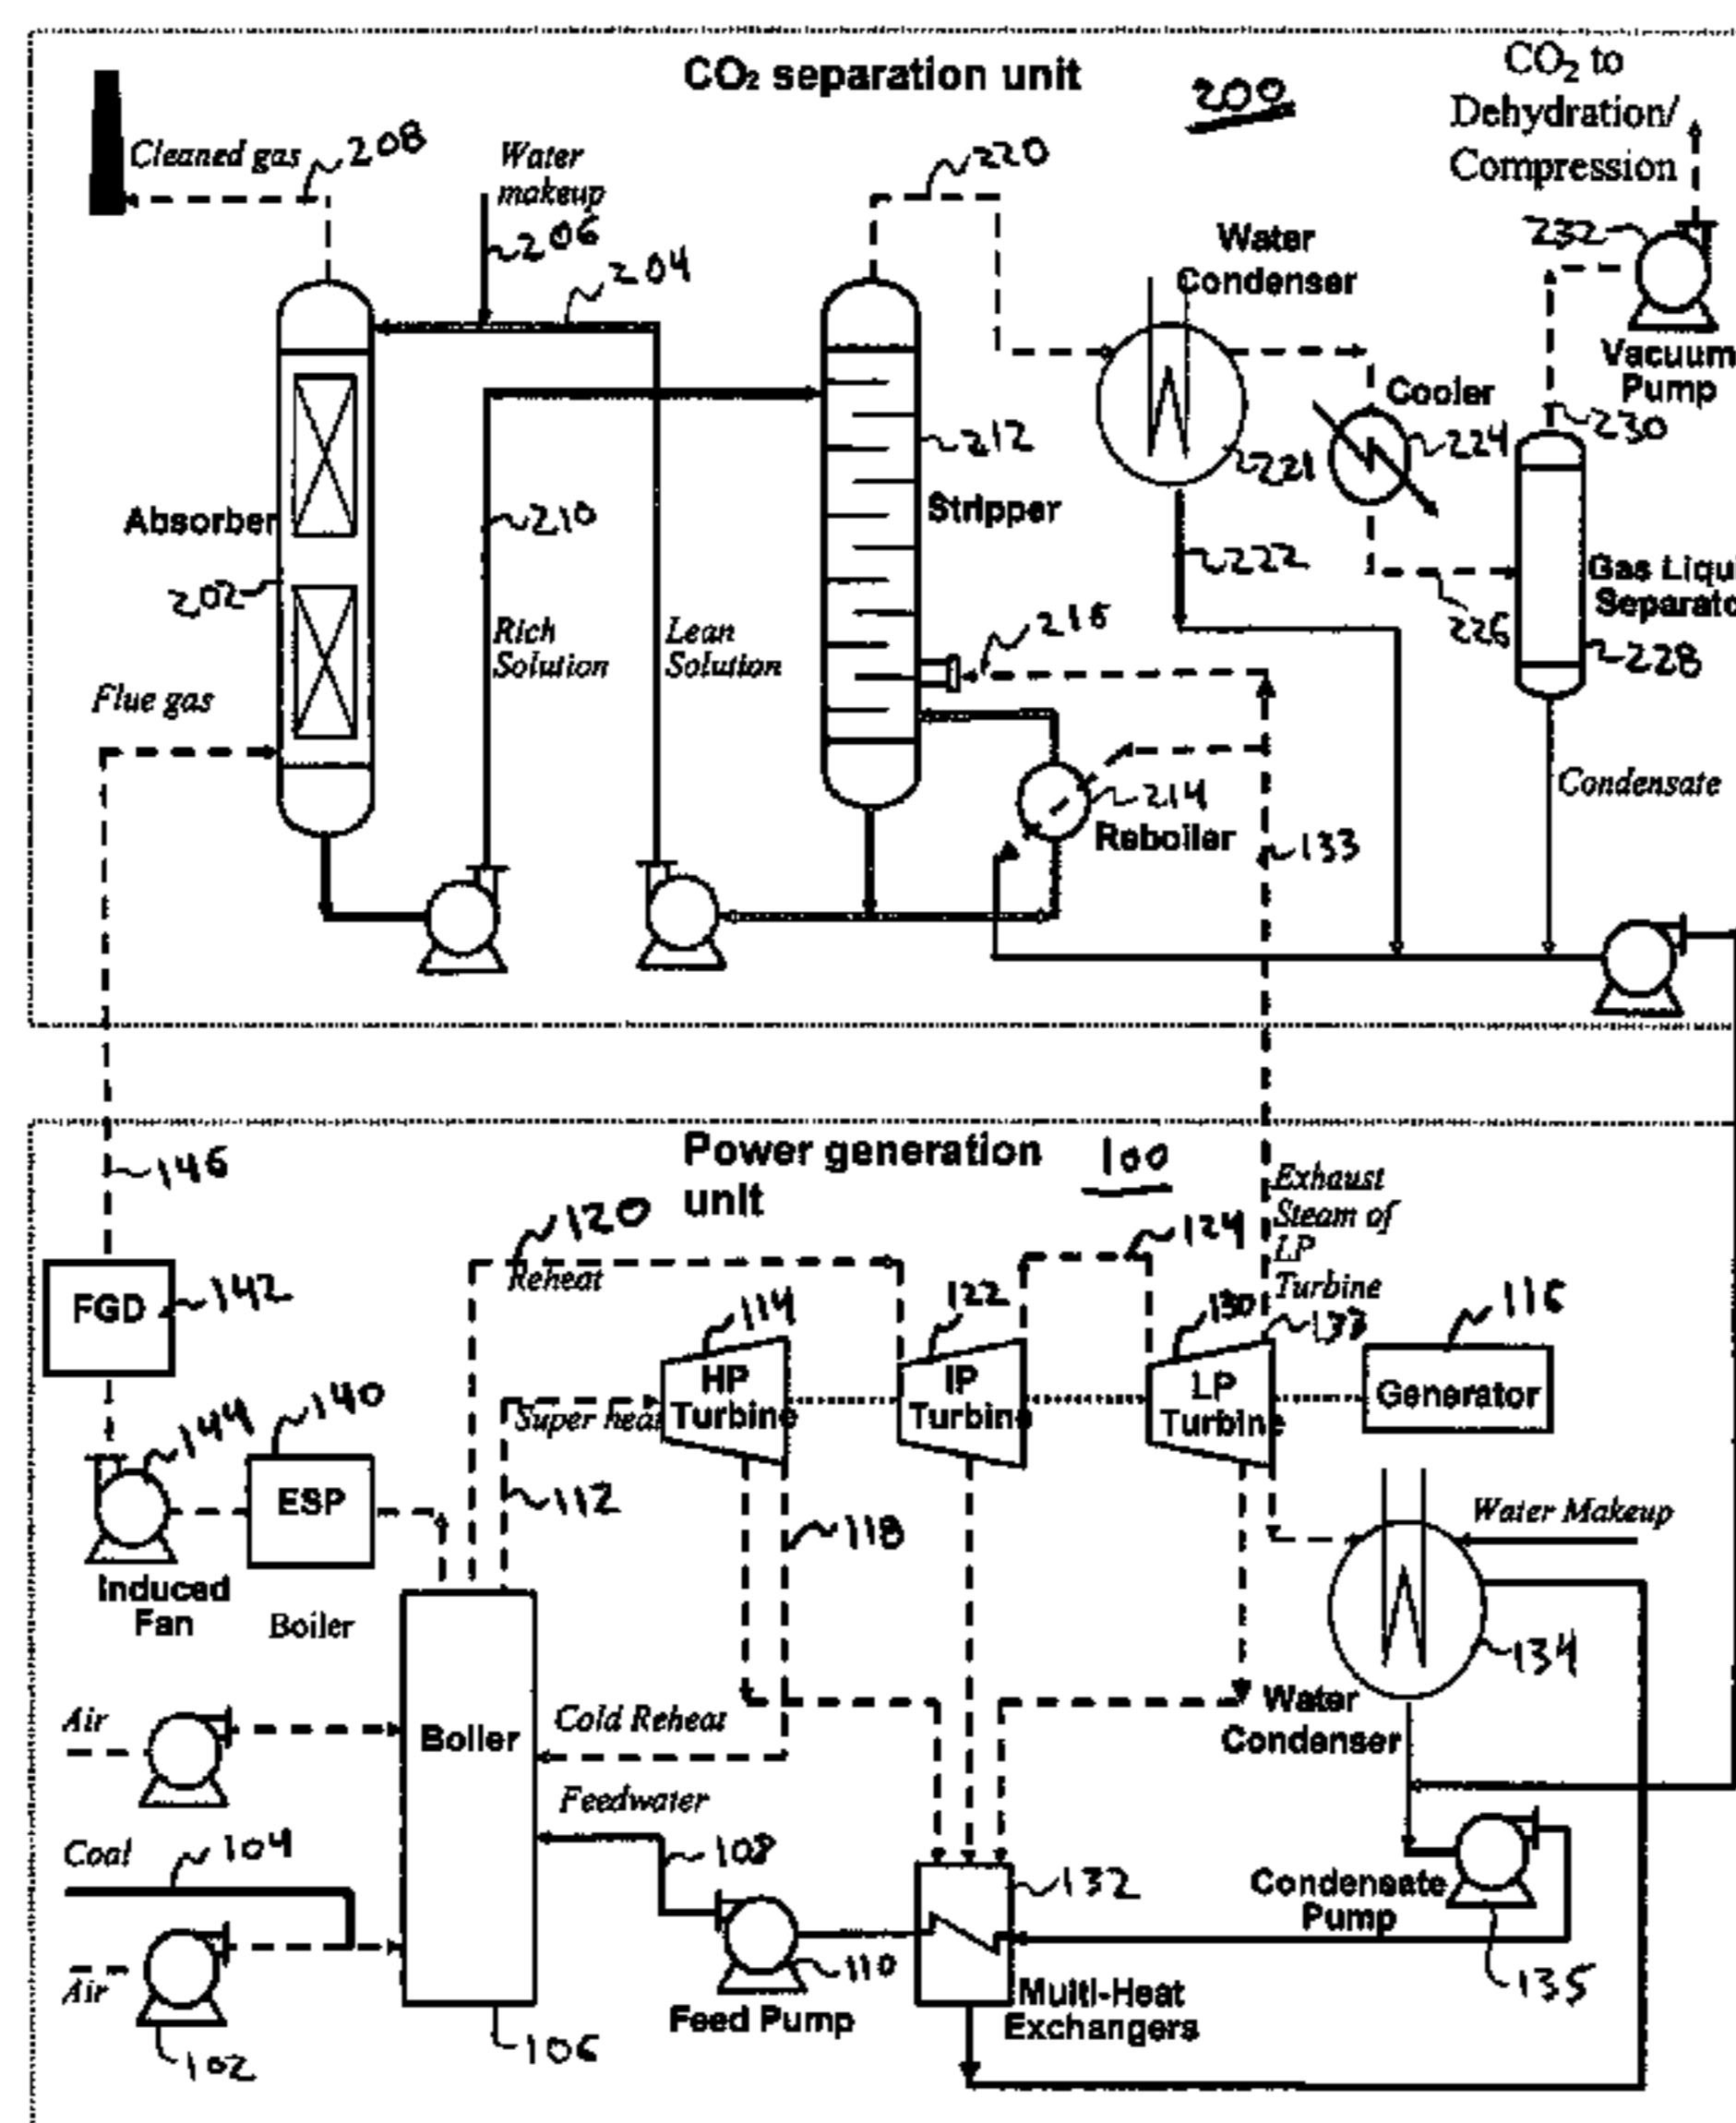 CO₂ separation unit
200
CO₂ to
Dehydration/
Compression
Cleaned gas
208
Water
makeup
206
204
220
Water
Condenser
232
Vacuum
Pump
Cooler
224
230
212
221
Absorber
210
Stripper
222
Gas Liqui
Separato
202
226
228
Rich
Solution
Lean
Solution
216
Flue gas
Condensate
214
Reboiler
133
Power generation
unit
100
146
120
Reheat
124
Exhaust
Steam of
LP
Turbine
FGD
142
114
122
130
133
116
HP
Turbine
IP
Turbine
LP
Turbine
Generator
Super heat
144
140
ESP
112
118
Water Makeup
Induced
Fan
Boiler
134
Air
Boiler
Cold Reheat
Water
Condenser
Feedwater
Coal
104
108
132
Condensate
Pump
Air
110
135
Feed Pump
Multi-Heat
Exchangers
102
106